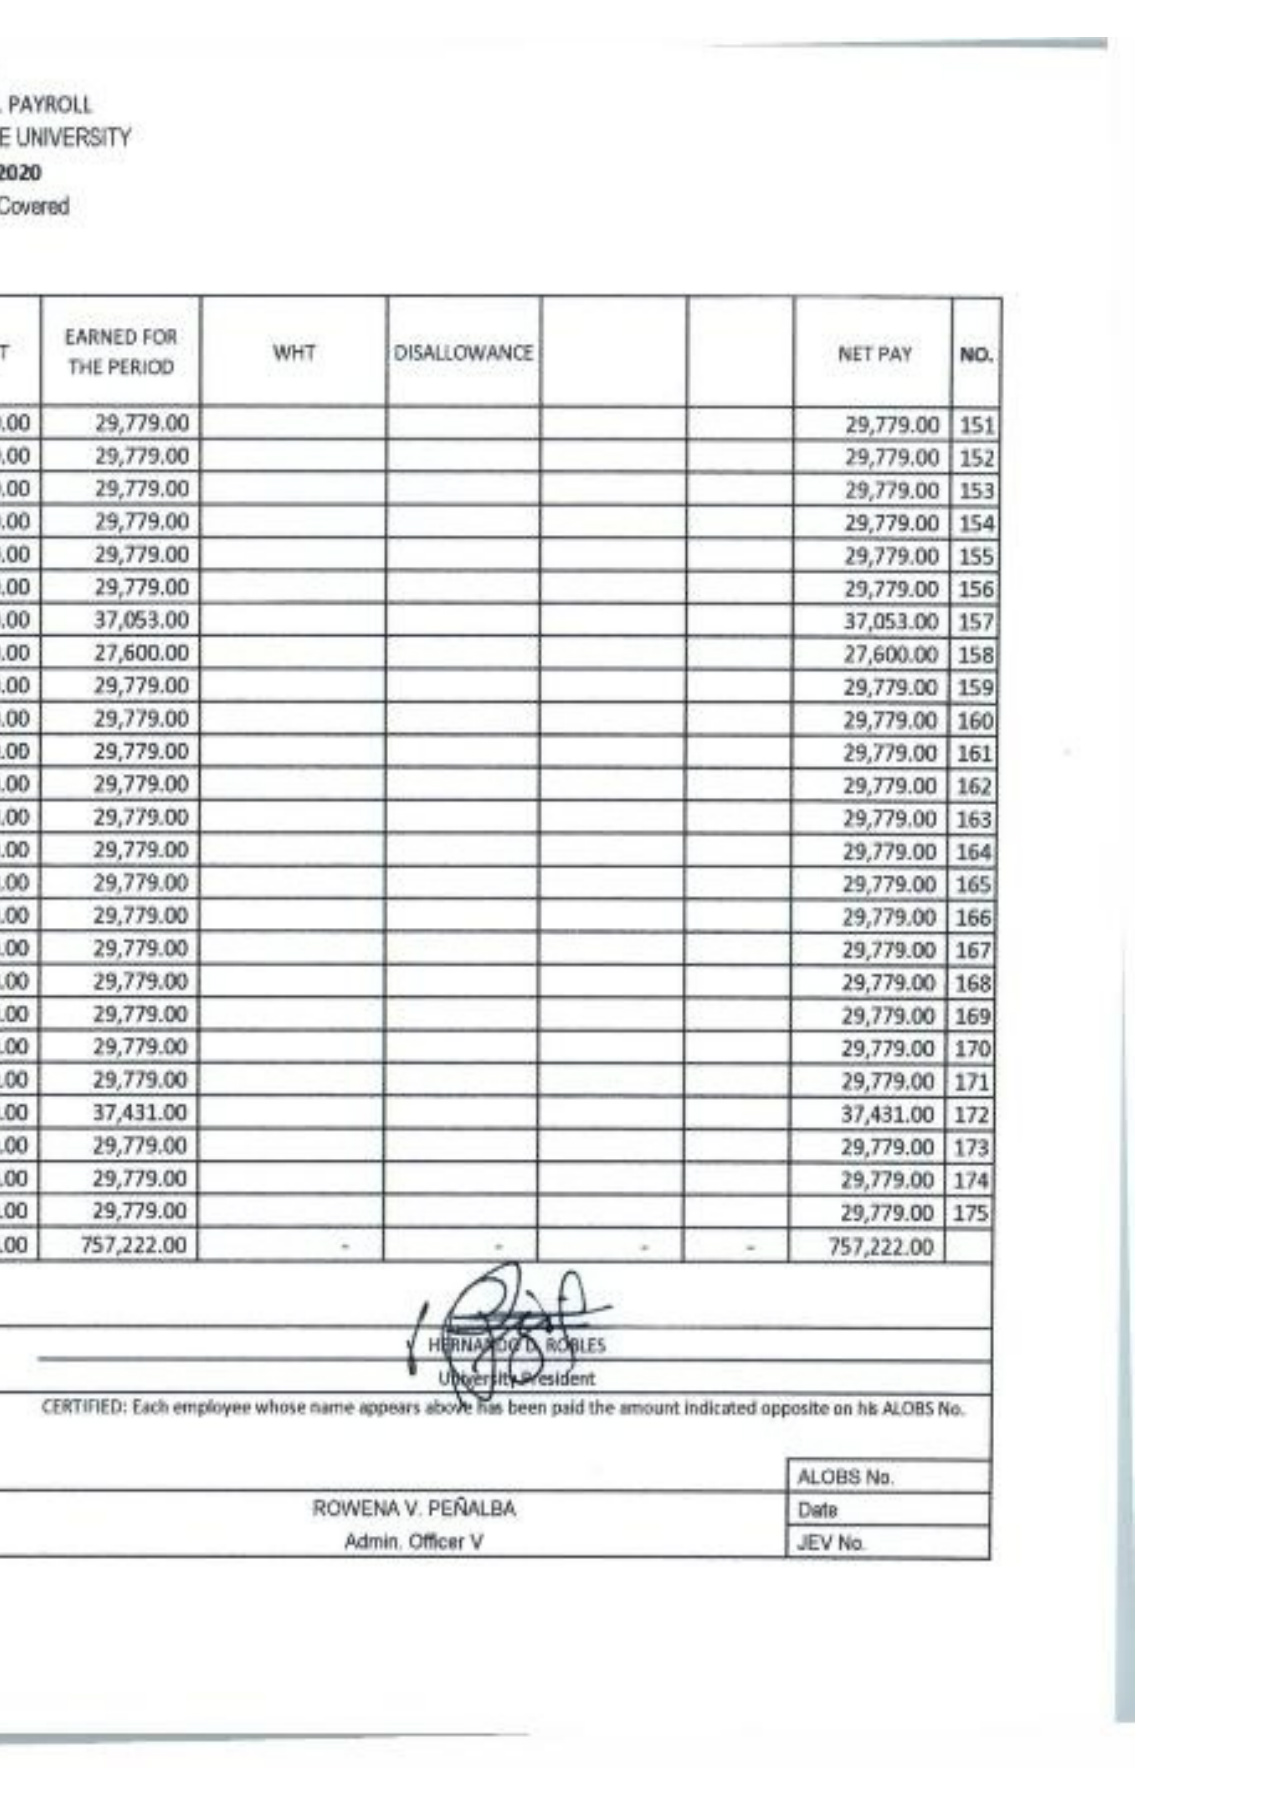 . PAYROLL
E UNIVERSITY
2020
Covered
T EARNED FOR THE PERIOD WHT DISALLOWANCE NET PAY NO.
.00 29,779.00 29,779.00 151
.00 29,779.00 29,779.00 152
.00 29,779.00 29,779.00 153
.00 29,779.00 29,779.00 154
.00 29,779.00 29,779.00 155
.00 29,779.00 29,779.00 156
.00 37,053.00 37,053.00 157
.00 27,600.00 27,600.00 158
.00 29,779.00 29,779.00 159
.00 29,779.00 29,779.00 160
.00 29,779.00 29,779.00 161
.00 29,779.00 29,779.00 162
.00 29,779.00 29,779.00 163
.00 29,779.00 29,779.00 164
.00 29,779.00 29,779.00 165
.00 29,779.00 29,779.00 166
.00 29,779.00 29,779.00 167
.00 29,779.00 29,779.00 168
.00 29,779.00 29,779.00 169
.00 29,779.00 29,779.00 170
.00 29,779.00 29,779.00 171
.00 37,431.00 37,431.00 172
.00 29,779.00 29,779.00 173
.00 29,779.00 29,779.00 174
.00 29,779.00 29,779.00 175
.00 757,222.00 - - - - 757,222.00
HERNANDO D. ROBLES
University President
CERTIFIED: Each employee whose name appears above has been paid the amount indicated opposite on his ALOBS No.
ALOBS No.
ROWENA V. PEÑALBA Date
Admin. Officer V JEV No.